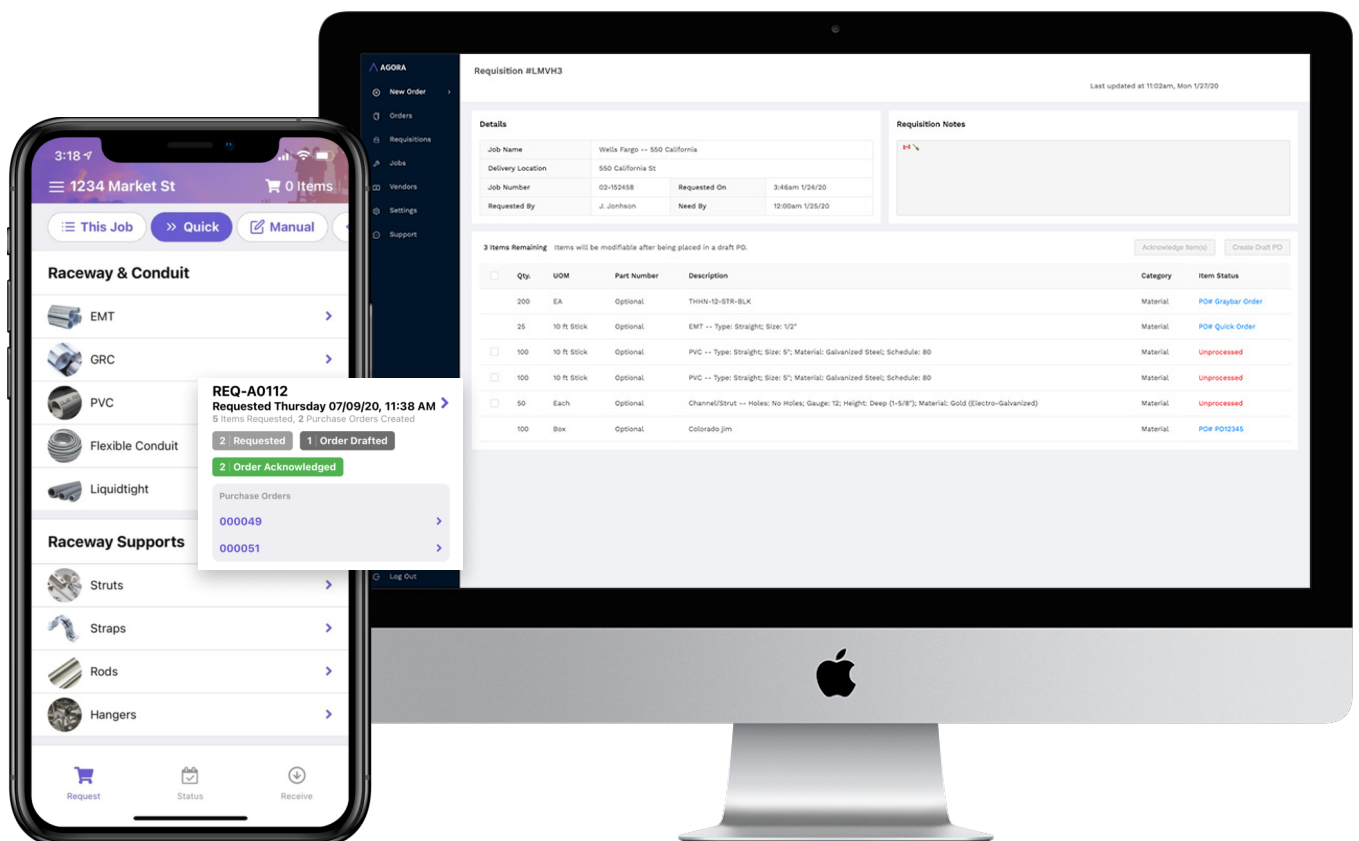 3:18
1234 Market St
0 Items
This Job
Quick
Manual
Raceway & Conduit
EMT
GRC
PVC
Flexible Conduit
Liquidtight
Raceway Supports
Struts
Straps
Rods
Hangers
Request
Status
Receive
REQ-A0112
Requested Thursday 07/09/20, 11:38 AM
5 Items Requested, 2 Purchase Orders Created
2 Requested
1 Order Drafted
2 Order Acknowledged
Purchase Orders
000049
000051
AGORA
New Order
Orders
Requisitions
Jobs
Vendors
Settings
Support
Log Out
Requisition #LMVH3
Last updated at 11:02am, Mon 1/27/20
Details
Job Name Wells Fargo -- 550 California
Delivery Location 550 California St
Job Number 02-152458 Requested On 3:46am 1/24/20
Requested By J. Jonhson Need By 12:00am 1/25/20
Requisition Notes
3 Items Remaining Items will be modifiable after being placed in a draft PO.
Acknowledge Item(s) Create Draft PO
Qty. UOM Part Number Description Category Item Status
200 EA Optional THHN-12-STR-BLK Material PO# Graybar Order
25 10 ft Stick Optional EMT -- Type: Straight; Size: 1/2" Material PO# Quick Order
100 10 ft Stick Optional PVC -- Type: Straight; Size: 5"; Material: Galvanized Steel; Schedule: 80 Material Unprocessed
100 10 ft Stick Optional PVC -- Type: Straight; Size: 5"; Material: Galvanized Steel; Schedule: 80 Material Unprocessed
50 Each Optional Channel/Strut -- Holes: No Holes; Gauge: 12; Height: Deep (1-5/8"); Material: Gold (Electro-Galvanized) Material Unprocessed
100 Box Optional Colorado jim Material PO# PO12345